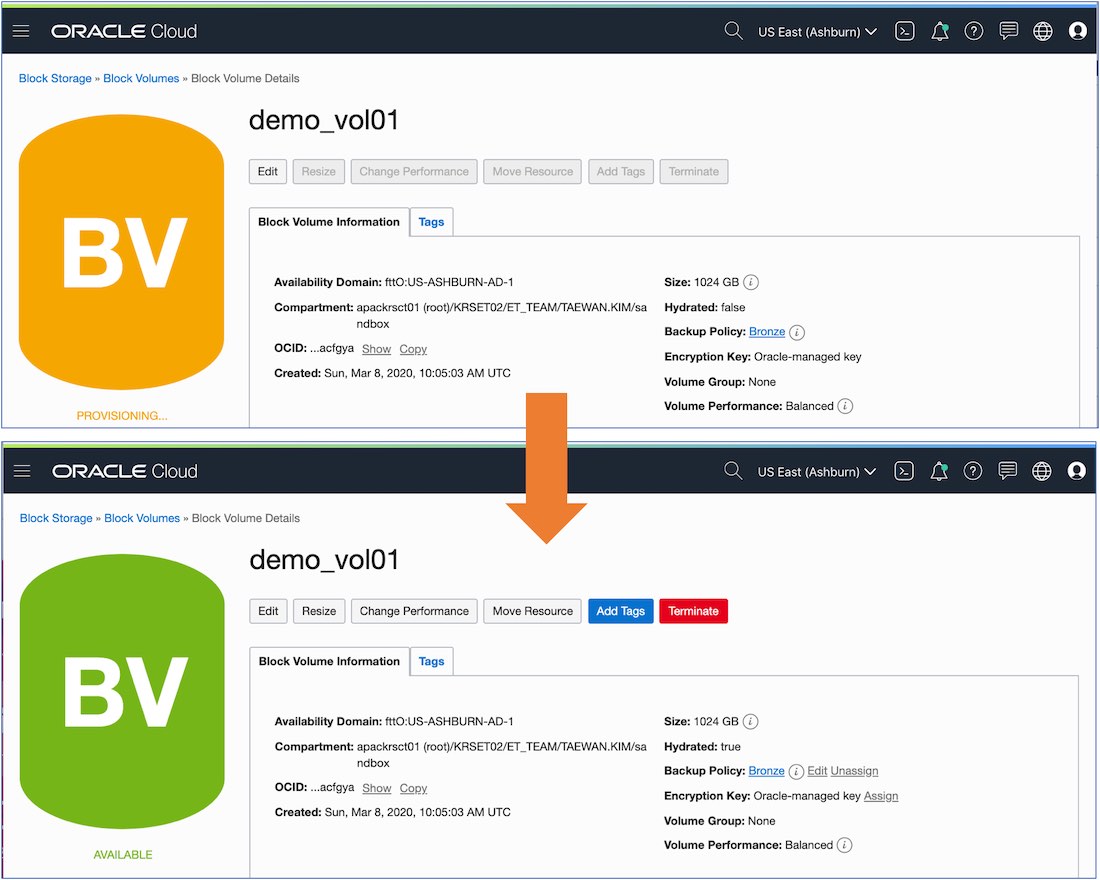 ORACLE Cloud US East (Ashburn)
Block Storage » Block Volumes » Block Volume Details
BV
PROVISIONING...
demo_vol01
Edit Resize Change Performance Move Resource Add Tags Terminate
Block Volume Information Tags
Availability Domain: fttO:US-ASHBURN-AD-1
Compartment: apackrsct01 (root)/KRSET02/ET_TEAM/TAEWAN.KIM/sa
ndbox
OCID: ...acfgya Show Copy
Created: Sun, Mar 8, 2020, 10:05:03 AM UTC
Size: 1024 GB
Hydrated: false
Backup Policy: Bronze
Encryption Key: Oracle-managed key
Volume Group: None
Volume Performance: Balanced
ORACLE Cloud US East (Ashburn)
Block Storage » Block Volumes » Block Volume Details
BV
AVAILABLE
demo_vol01
Edit Resize Change Performance Move Resource Add Tags Terminate
Block Volume Information Tags
Availability Domain: fttO:US-ASHBURN-AD-1
Compartment: apackrsct01 (root)/KRSET02/ET_TEAM/TAEWAN.KIM/sa
ndbox
OCID: ...acfgya Show Copy
Created: Sun, Mar 8, 2020, 10:05:03 AM UTC
Size: 1024 GB
Hydrated: true
Backup Policy: Bronze Edit Unassign
Encryption Key: Oracle-managed key Assign
Volume Group: None
Volume Performance: Balanced